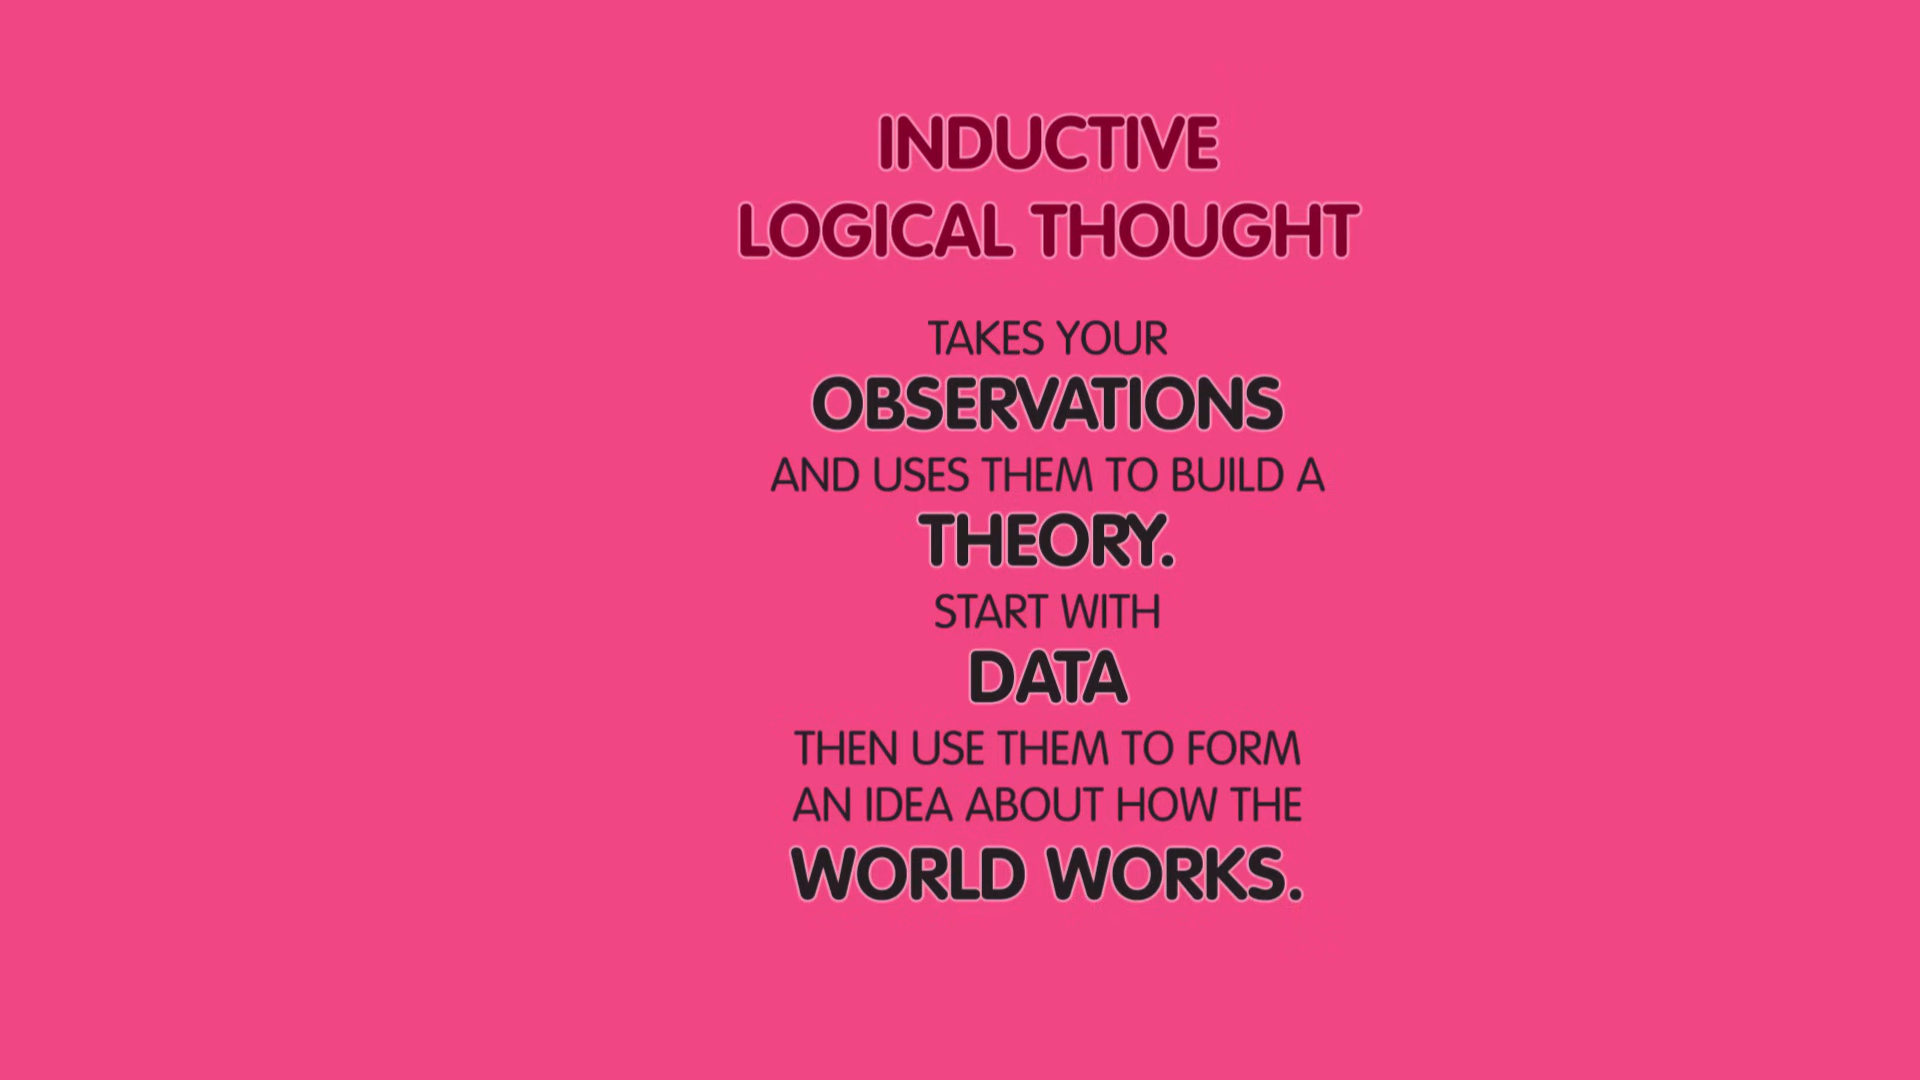 INDUCTIVE
LOGICAL THOUGHT
TAKES YOUR
OBSERVATIONS
AND USES THEM TO BUILD A
THEORY.
START WITH
DATA
THEN USE THEM TO FORM
AN IDEA ABOUT HOW THE
WORLD WORKS.